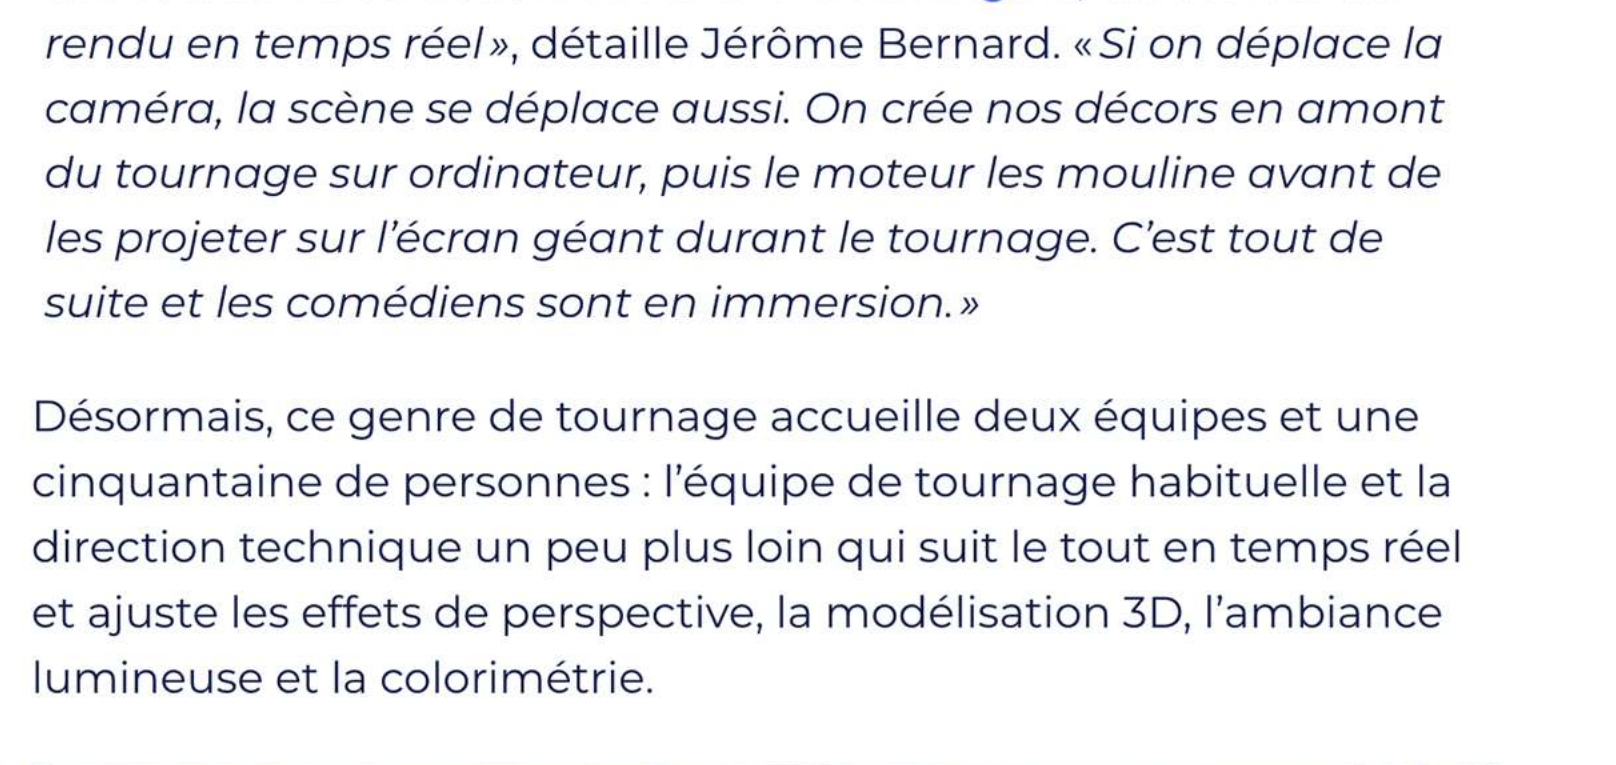 rendu en temps réel», détaille Jérôme Bernard. «Si on déplace la
caméra, la scène se déplace aussi. On crée nos décors en amont
du tournage sur ordinateur, puis le moteur les mouline avant de
les projeter sur l’écran géant durant le tournage. C’est tout de
suite et les comédiens sont en immersion.»
Désormais, ce genre de tournage accueille deux équipes et une
cinquantaine de personnes : l’équipe de tournage habituelle et la
direction technique un peu plus loin qui suit le tout en temps réel
et ajuste les effets de perspective, la modélisation 3D, l’ambiance
lumineuse et la colorimétrie.